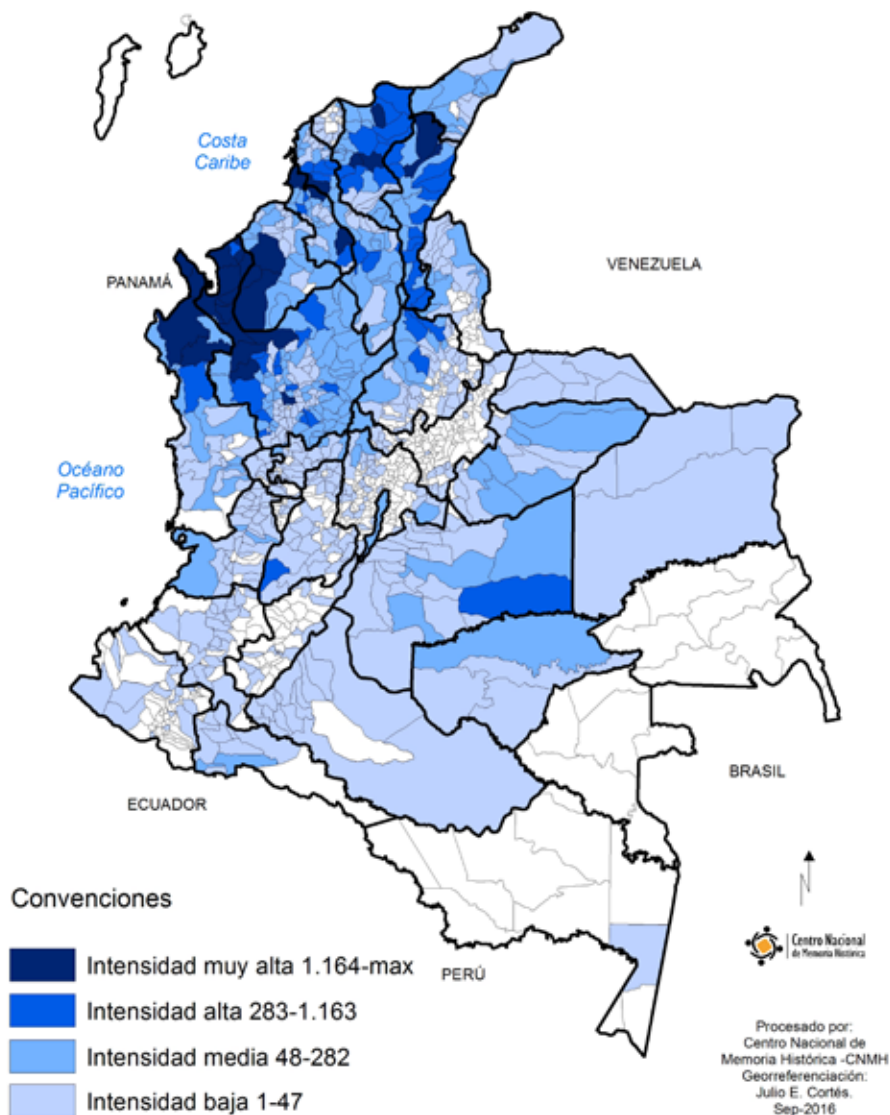 Costa
Caribe
PANAMÁ
VENEZUELA
Océano
Pacífico
ECUADOR
BRASIL
PERÚ
N
Convenciones
Intensidad muy alta 1.164-max
Intensidad alta 283-1.163
Intensidad media 48-282
Intensidad baja 1-47
Centro Nacional
de Memoria Histórica
Procesado por:
Centro Nacional de
Memoria Histórica -CNMH
Georreferenciación:
Julio E. Cortés.
Sep-2016